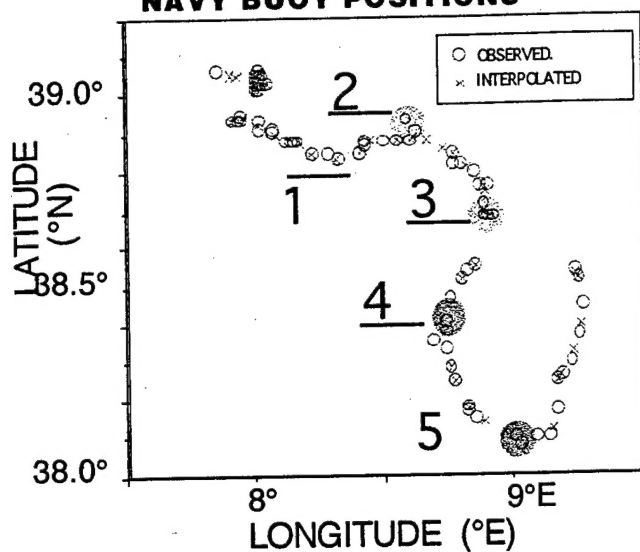 NAVY BUOY POSITIONS
OBSERVED.
INTERPOLATED
39.0°
38.5°
38.0°
LATITUDE
(°N)
2
1
3
4
5
8°
9°E
LONGITUDE (°E)